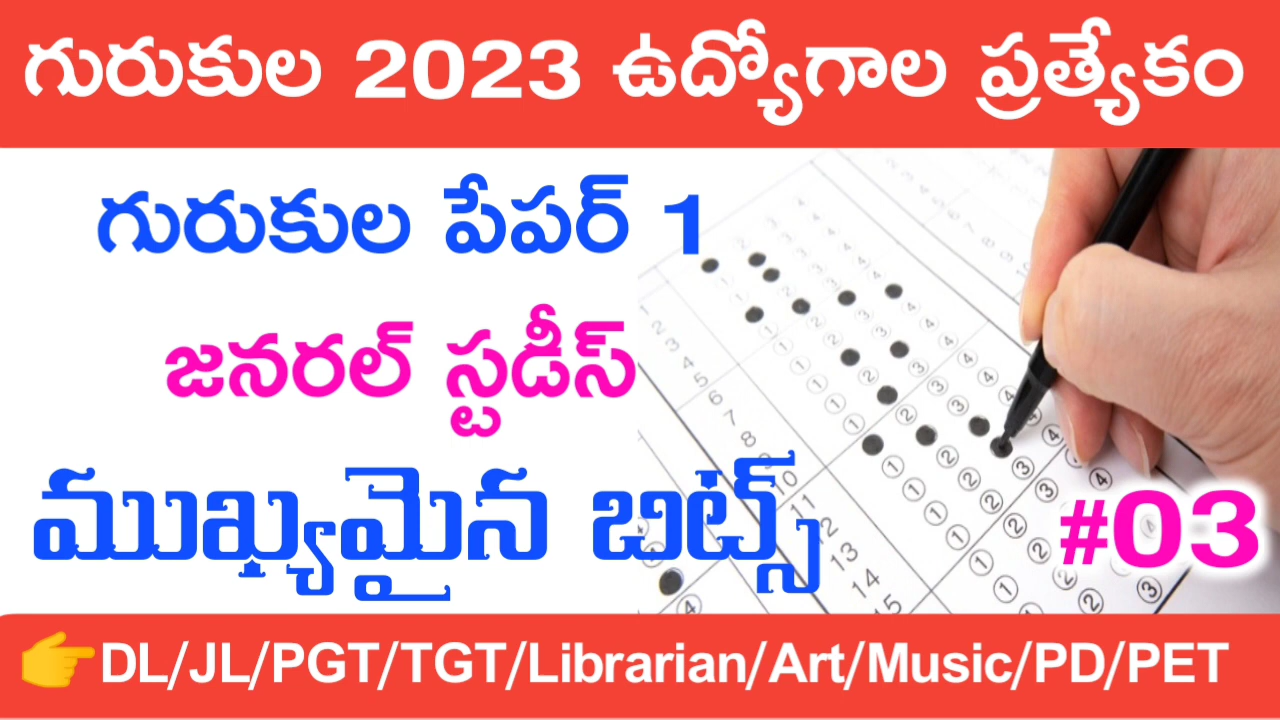 గురుకుల 2023 ఉద్యోగాల ప్రత్యేకం
గురుకుల పేపర్ 1
జనరల్ స్టడీస్
ముఖ్యమైన బిట్స్
#03
👉DL/JL/PGT/TGT/Librarian/Art/Music/PD/PET